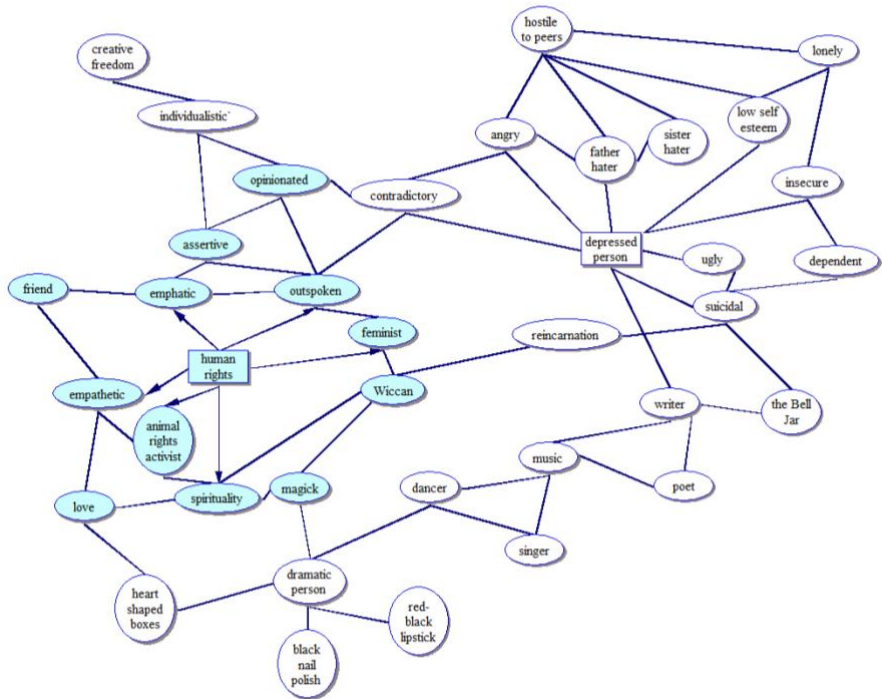 hostile
to peers
creative
freedom
lonely
individualistic`
low self
esteem
angry
sister
hater
father
hater
opinionated
insecure
contradictory
assertive
depressed
person
ugly
dependent
friend
emphatic
outspoken
suicidal
feminist
reincarnation
human
rights
empathetic
Wiccan
writer
the Bell
Jar
animal
rights
activist
music
love
spirituality
magick
dancer
poet
singer
heart
shaped
boxes
dramatic
person
red-
black
lipstick
black
nail
polish